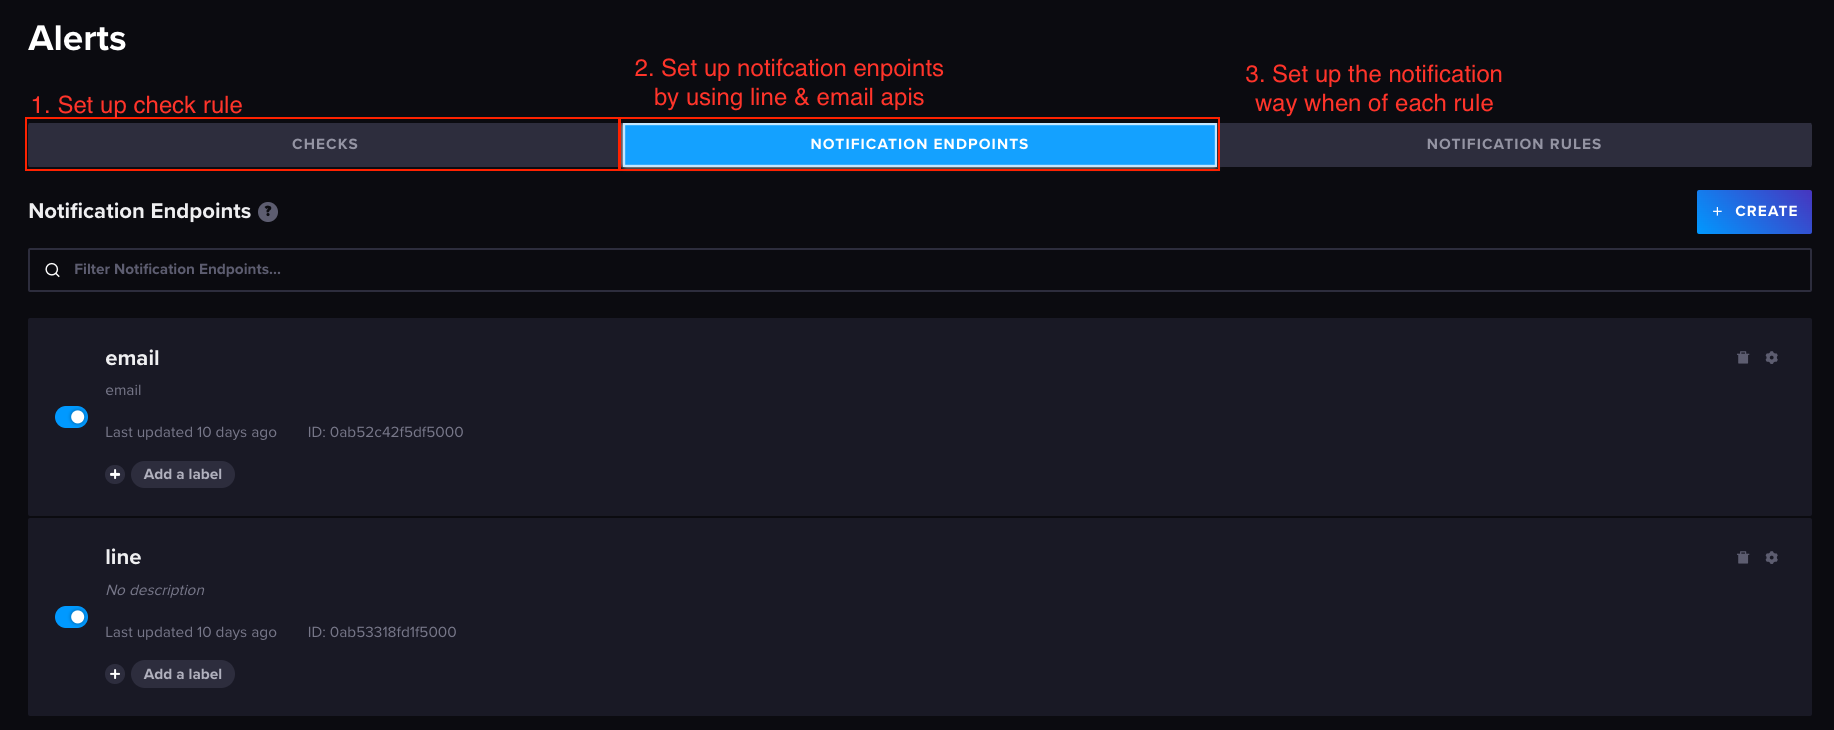 Alerts
1. Set up check rule
2. Set up notifcation enpoints
by using line & email apis
3. Set up the notification
way when of each rule
CHECKS
NOTIFICATION ENDPOINTS
NOTIFICATION RULES
Notification Endpoints ?
+ CREATE
Filter Notification Endpoints...
email
email
Last updated 10 days ago ID: 0ab52c42f5df5000
+ Add a label
line
No description
Last updated 10 days ago ID: 0ab53318fd1f5000
+ Add a label